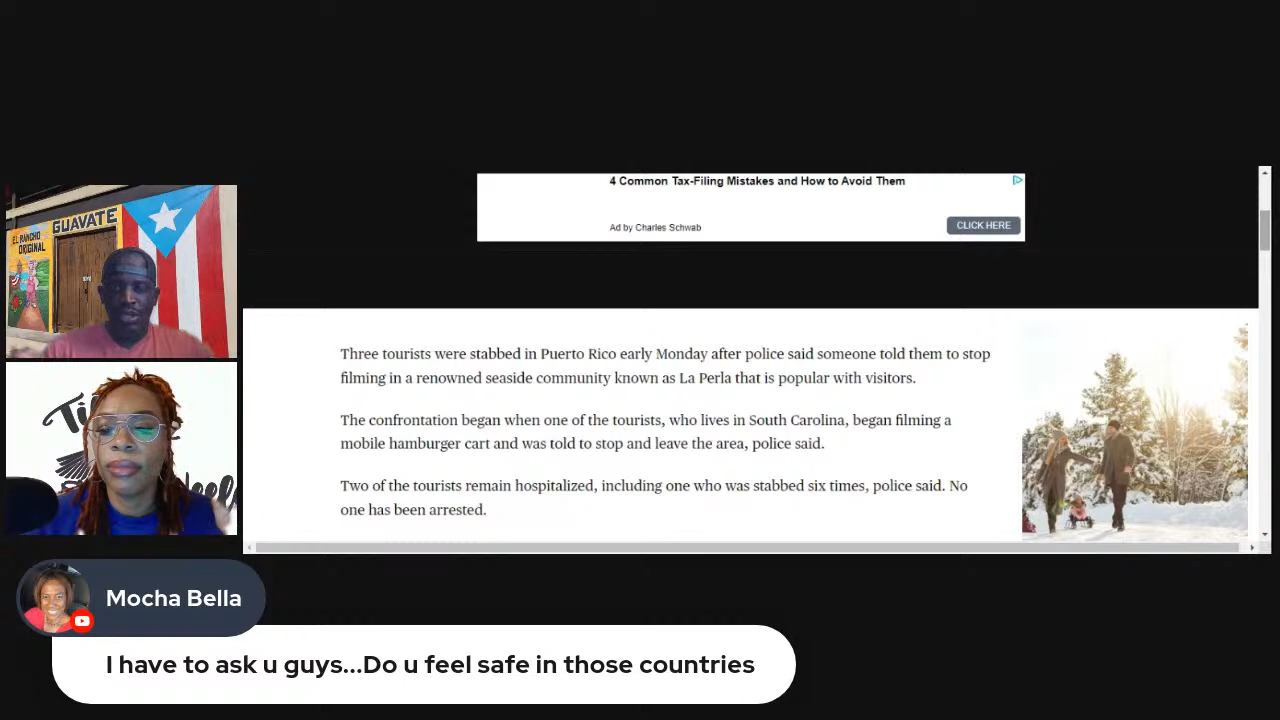 4 Common Tax-Filing Mistakes and How to Avoid Them
Ad by Charles Schwab
CLICK HERE
GUAVATE
EL RANCHO
ORIGINAL
Three tourists were stabbed in Puerto Rico early Monday after police said someone told them to stop
filming in a renowned seaside community known as La Perla that is popular with visitors.
The confrontation began when one of the tourists, who lives in South Carolina, began filming a
mobile hamburger cart and was told to stop and leave the area, police said.
Two of the tourists remain hospitalized, including one who was stabbed six times, police said. No
one has been arrested.
Mocha Bella
I have to ask u guys...Do u feel safe in those countries